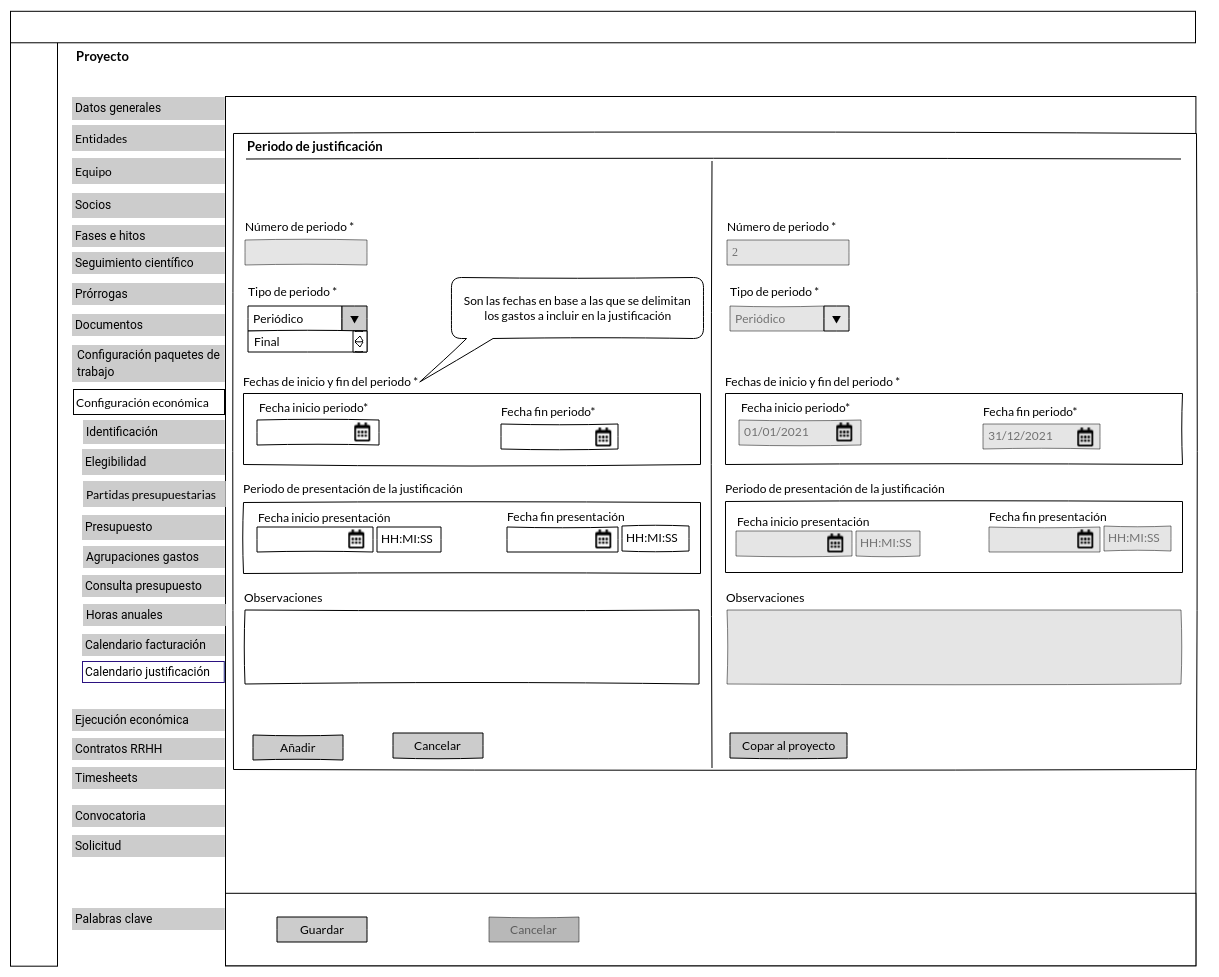 Proyecto
Datos generales
Entidades
Equipo
Socios
Fases e hitos
Seguimiento científico
Prórrogas
Documentos
Configuración paquetes de
trabajo
Configuración económica
Identificación
Elegibilidad
Partidas presupuestarias
Presupuesto
Agrupaciones gastos
Consulta presupuesto
Horas anuales
Calendario facturación
Calendario justificación
Ejecución económica
Contratos RRHH
Timesheets
Convocatoria
Solicitud
Palabras clave
Periodo de justificación
Número de periodo *
Tipo de periodo *
Periódico
Final
Son las fechas en base a las que se delimitan
los gastos a incluir en la justificación
Fechas de inicio y fin del periodo *
Fecha inicio periodo*
Fecha fin periodo*
Periodo de presentación de la justificación
Fecha inicio presentación
Fecha fin presentación
HH:MI:SS
HH:MI:SS
Observaciones
Añadir
Cancelar
Número de periodo *
2
Tipo de periodo *
Periódico
Fechas de inicio y fin del periodo *
Fecha inicio periodo*
Fecha fin periodo*
01/01/2021
31/12/2021
Periodo de presentación de la justificación
Fecha inicio presentación
Fecha fin presentación
HH:MI:SS
HH:MI:SS
Observaciones
Copar al proyecto
Guardar
Cancelar